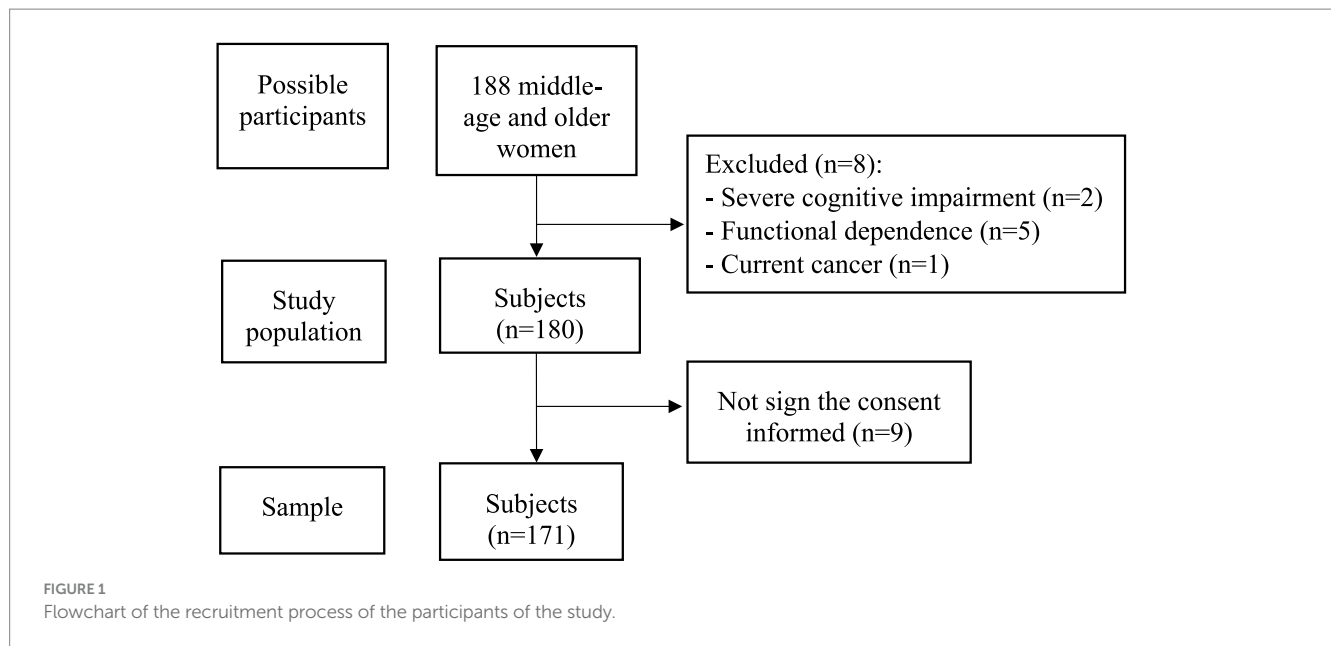 Possible
participants
188 middle-
age and older
women
Excluded (n=8):
- Severe cognitive impairment (n=2)
- Functional dependence (n=5)
- Current cancer (n=1)
Study
population
Subjects
(n=180)
Not sign the consent
informed (n=9)
Sample
Subjects
(n=171)
FIGURE 1
Flowchart of the recruitment process of the participants of the study.